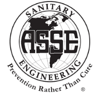 SANITARY
ASSE
ENGINEERING
Prevention Rather Than Cure
®